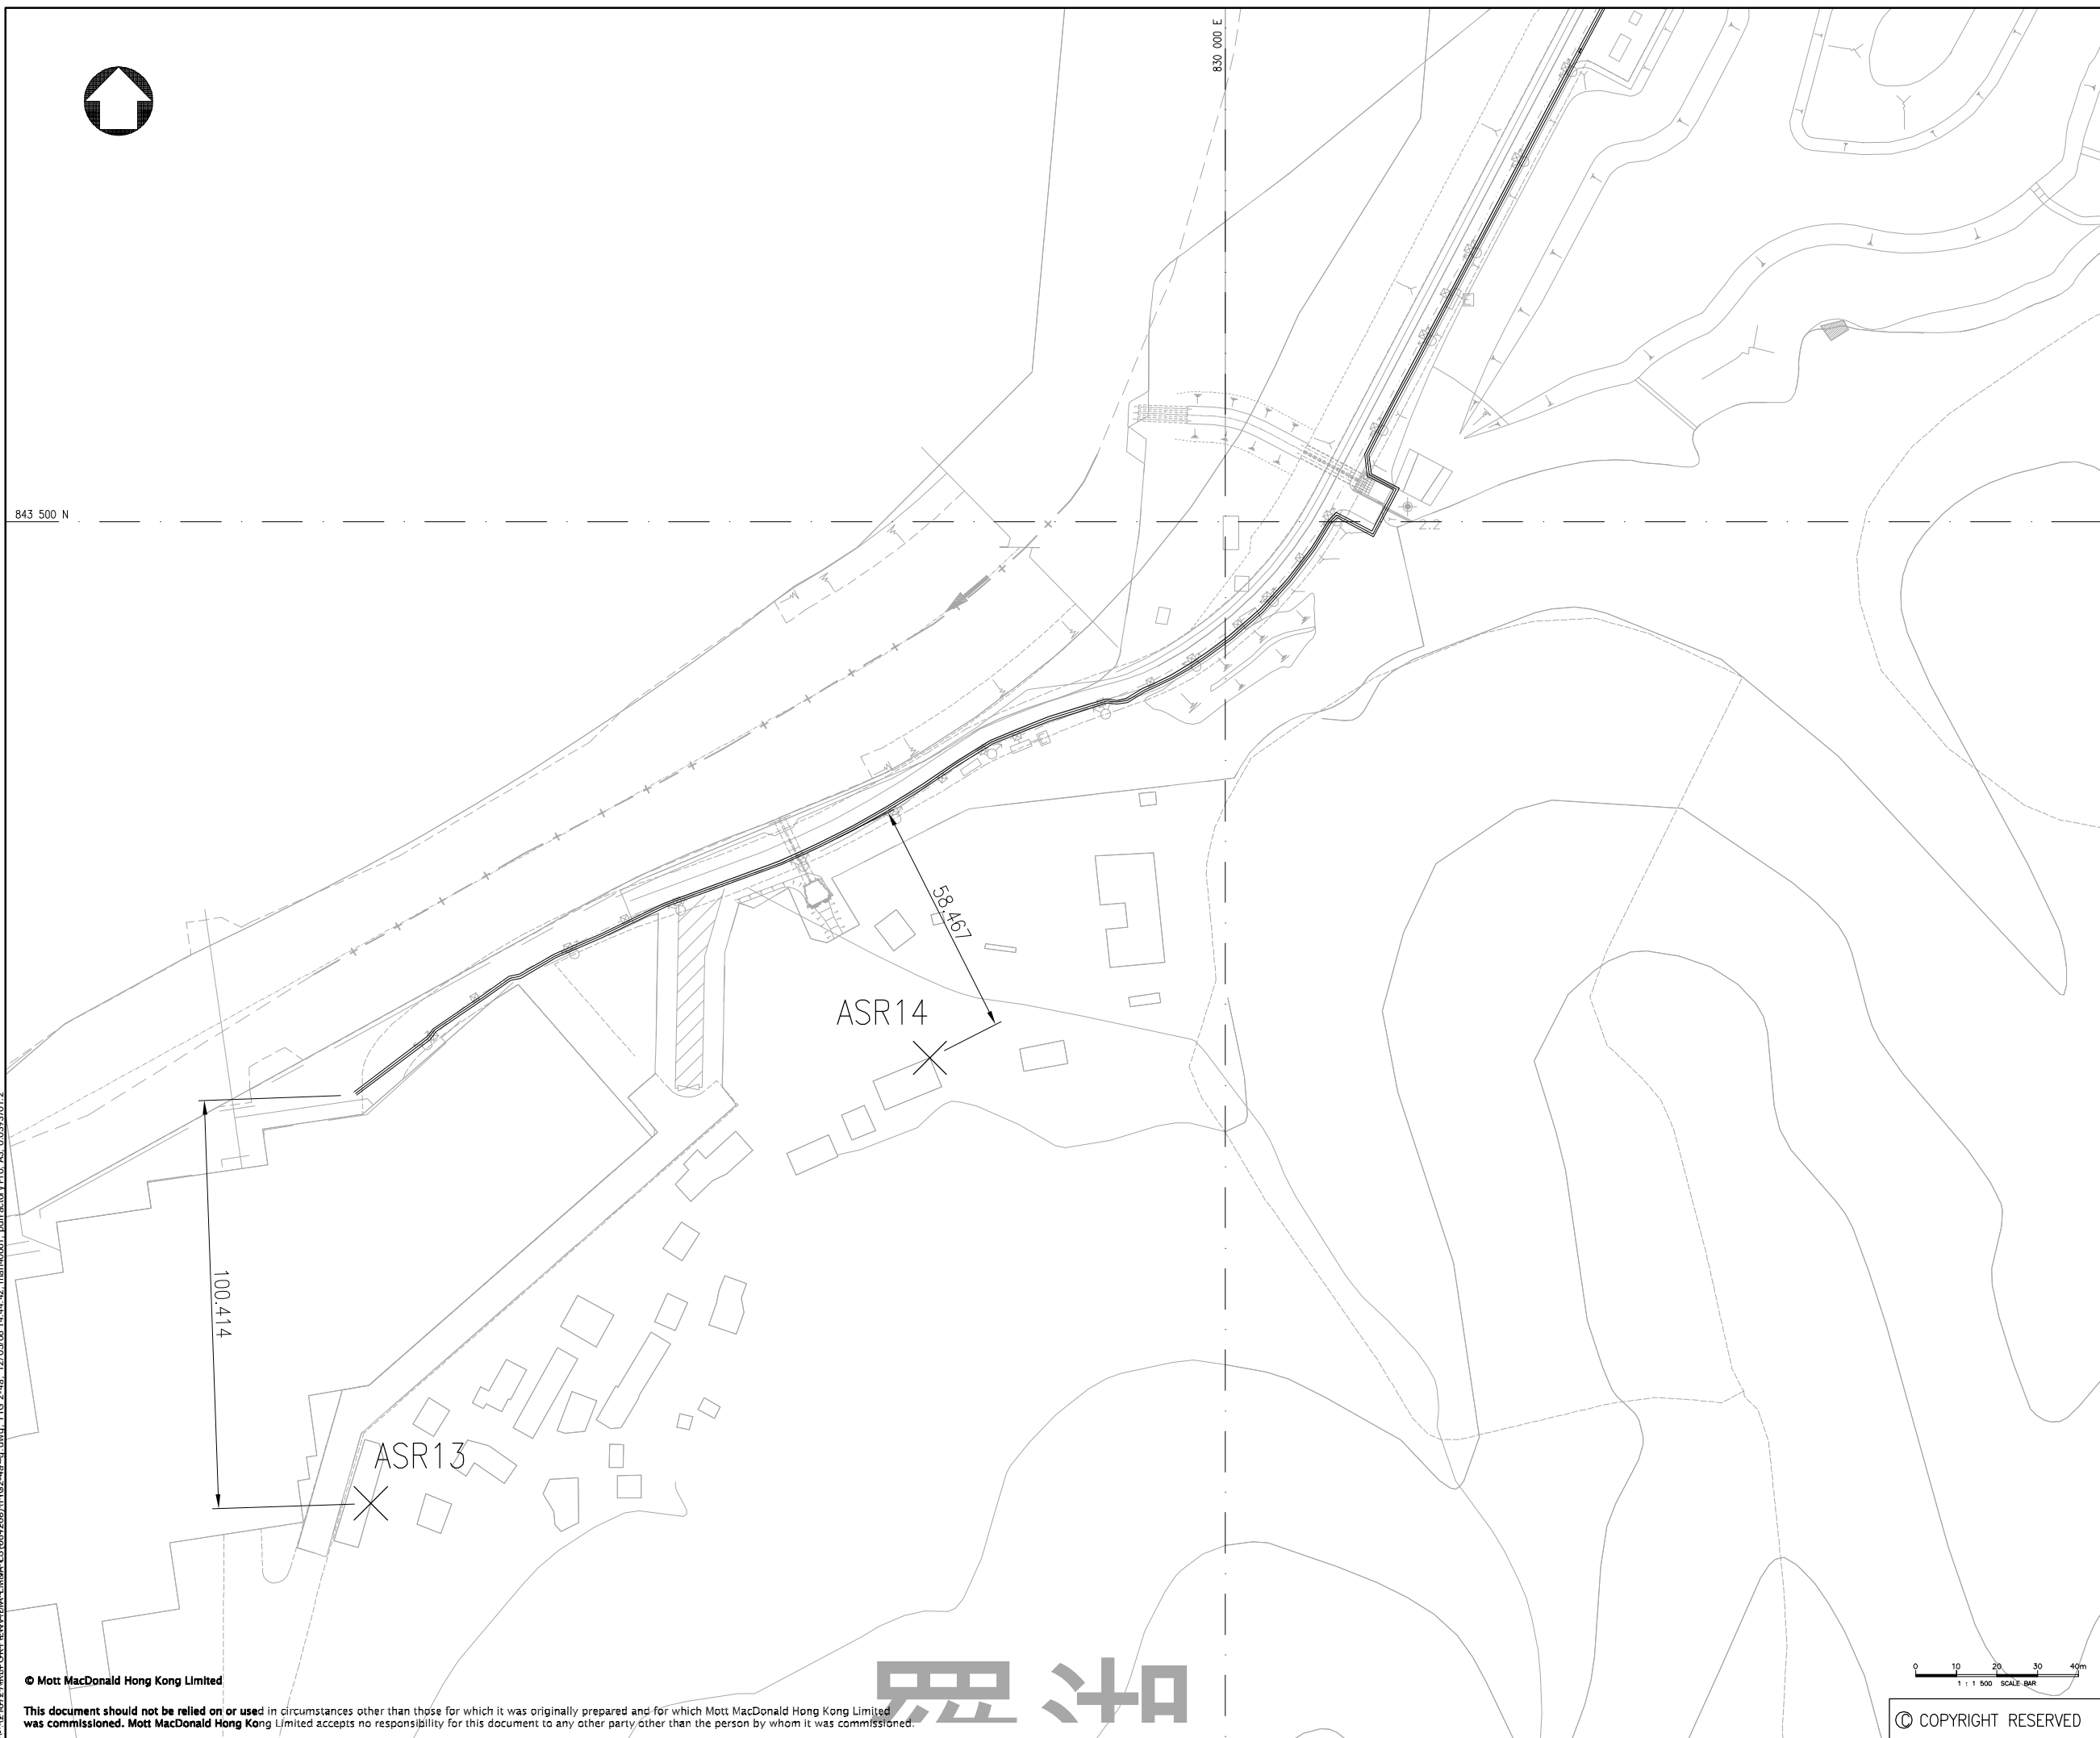 830 000 E
843 500 N
2.2
58.467
ASR14
100.414
ASR13
羅湖
© Mott MacDonald Hong Kong Limited
This document should not be relied on or used in circumstances other than those for which it was originally prepared and for which Mott MacDonald Hong Kong Limited
was commissioned. Mott MacDonald Hong Kong Limited accepts no responsibility for this document to any other party other than the person by whom it was commissioned.
0 10 20 30 40m
1 : 1 500 SCALE BAR
© COPYRIGHT RESERVED